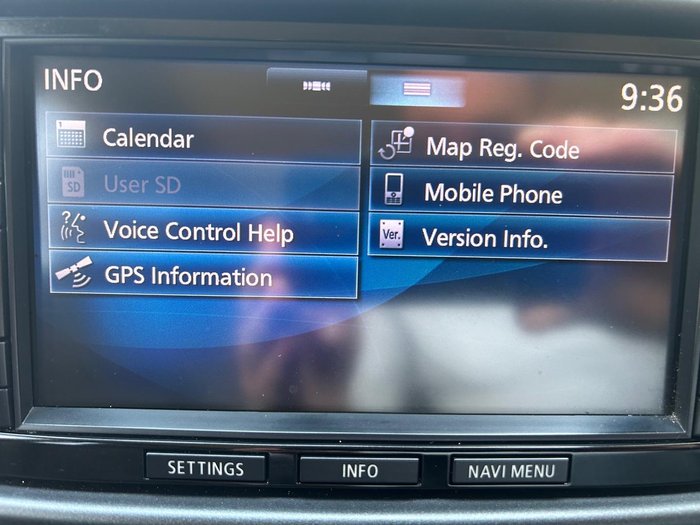 INFO
9:36
1
Calendar
SD
User SD
?
Voice Control Help
GPS Information
Map Reg. Code
Mobile Phone
Ver.
Version Info.
SETTINGS
INFO
NAVI MENU